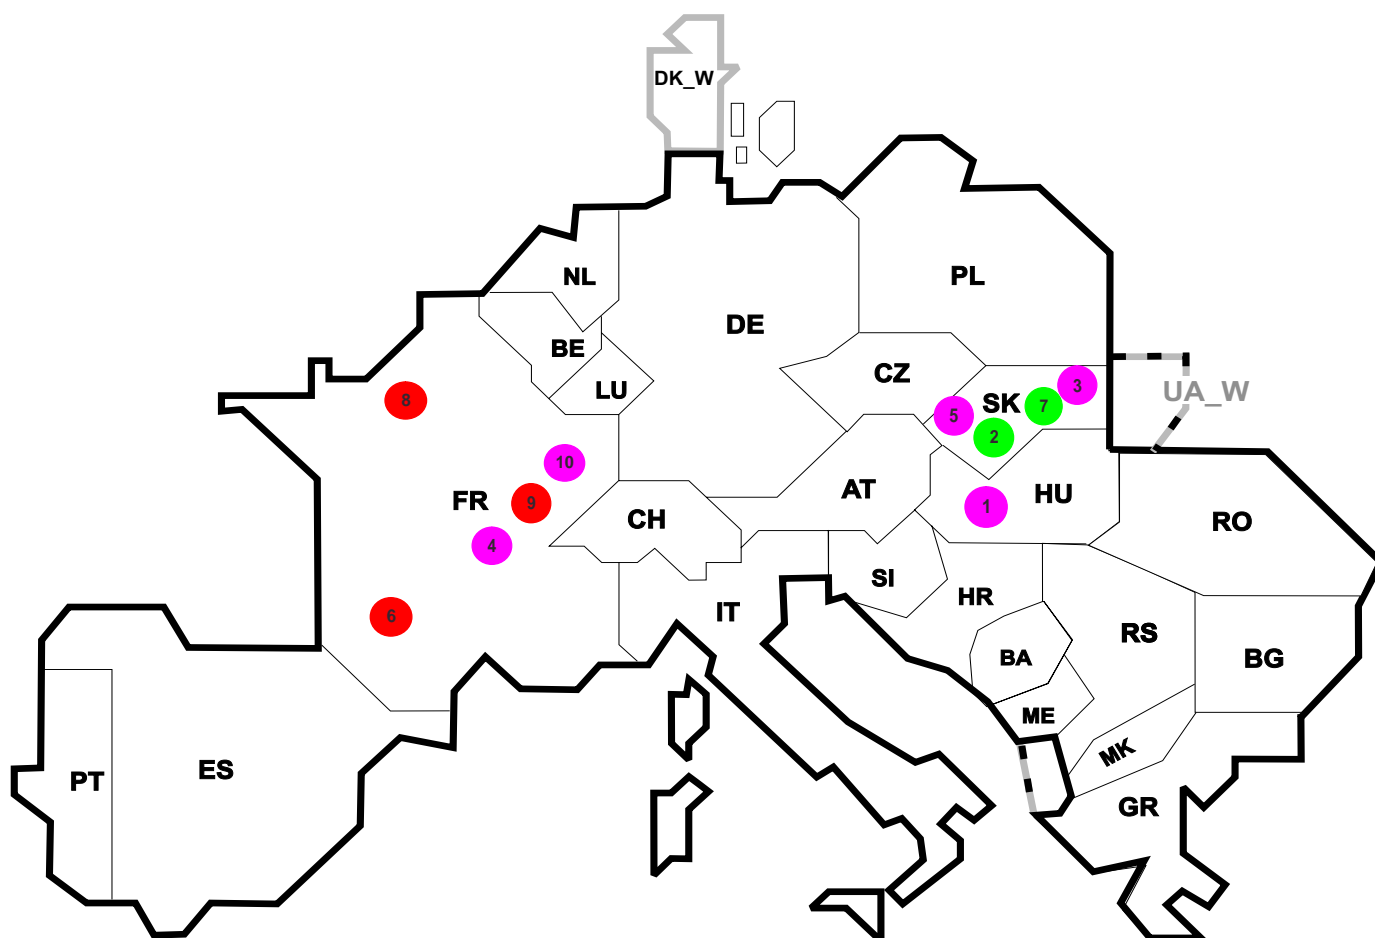 DK_W
NL
PL
DE
BE
CZ
LU
UA_W
3
8
SK
7
5
2
10
AT
HU
FR
9
1
CH
RO
4
SI
HR
IT
6
RS
BA
BG
ME
MK
ES
PT
GR